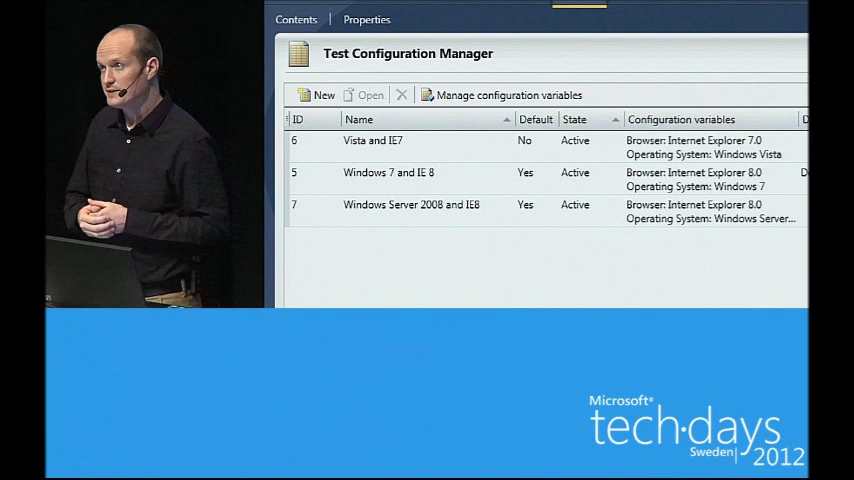 Contents | Properties
Test Configuration Manager
New Open Manage configuration variables
ID Name Default State Configuration variables D
6 Vista and IE7 No Active Browser: Internet Explorer 7.0
Operating System: Windows Vista
5 Windows 7 and IE 8 Yes Active Browser: Internet Explorer 8.0 De
Operating System: Windows 7
7 Windows Server 2008 and IE8 Yes Active Browser: Internet Explorer 8.0
Operating System: Windows Server...
Microsoft®
tech·days
Sweden| 2012